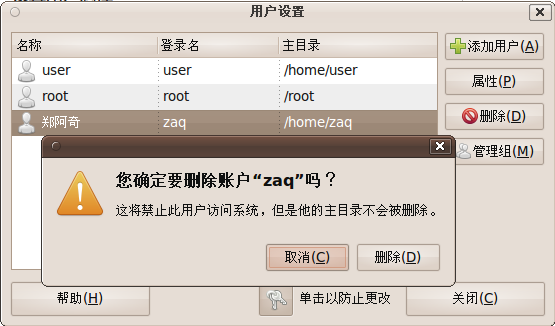 用户设置
名称 登录名 主目录
user user /home/user
root root /root
郑阿奇 zaq /home/zaq
添加用户(A)
属性(P)
删除(D)
管理组(M)
您确定要删除账户“zaq”吗？
这将禁止此用户访问系统，但是他的主目录不会被删除。
取消(C) 删除(D)
帮助(H) 单击以防止更改 关闭(C)